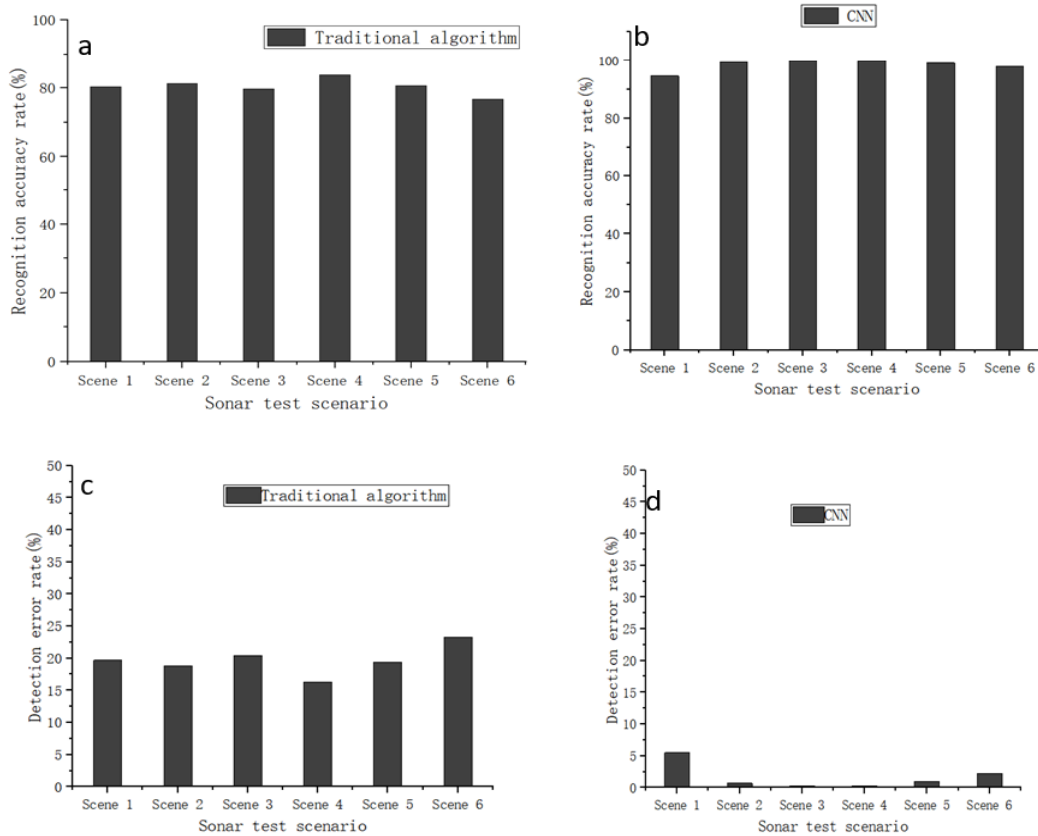 a
Traditional algorithm
Recognition accuracy rate(%)
100
80
60
40
20
0
Scene 1 Scene 2 Scene 3 Scene 4 Scene 5 Scene 6
Sonar test scenario
b
CNN
Recognition accuracy rate(%)
100
80
60
40
20
0
Scene 1 Scene 2 Scene 3 Scene 4 Scene 5 Scene 6
Sonar test scenario
c
Traditional algorithm
Detection error rate(%)
50
45
40
35
30
25
20
15
10
5
0
Scene 1 Scene 2 Scene 3 Scene 4 Scene 5 Scene 6
Sonar test scenario
d
CNN
Detection error rate(%)
50
45
40
35
30
25
20
15
10
5
0
Scene 1 Scene 2 Scene 3 Scene 4 Scene 5 Scene 6
Sonar test scenario